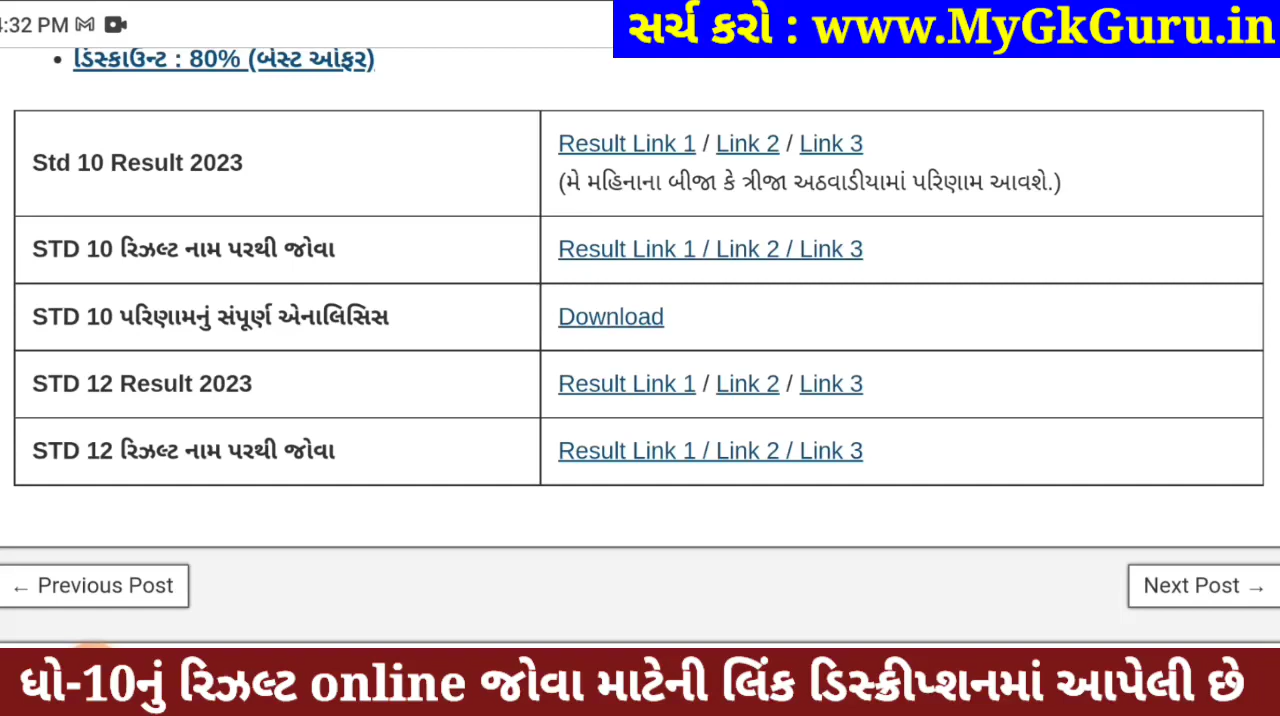 :32 PM
સર્ચ કરો : www.MyGkGuru.in
• ડિસ્કાઉન્ટ : 80% (બેસ્ટ ઑફર)
Std 10 Result 2023
Result Link 1 / Link 2 / Link 3
(મે મહિનાના બીજા કે ત્રીજા અઠવાડીયામાં પરિણામ આવશે.)
STD 10 રિઝલ્ટ નામ પરથી જોવા
Result Link 1 / Link 2 / Link 3
STD 10 પરિણામનું સંપૂર્ણ એનાલિસિસ
Download
STD 12 Result 2023
Result Link 1 / Link 2 / Link 3
STD 12 રિઝલ્ટ નામ પરથી જોવા
Result Link 1 / Link 2 / Link 3
← Previous Post
Next Post →
ધો-10નું રિઝલ્ટ online જોવા માટેની લિંક ડિસ્ક્રીપ્શનમાં આપેલી છે